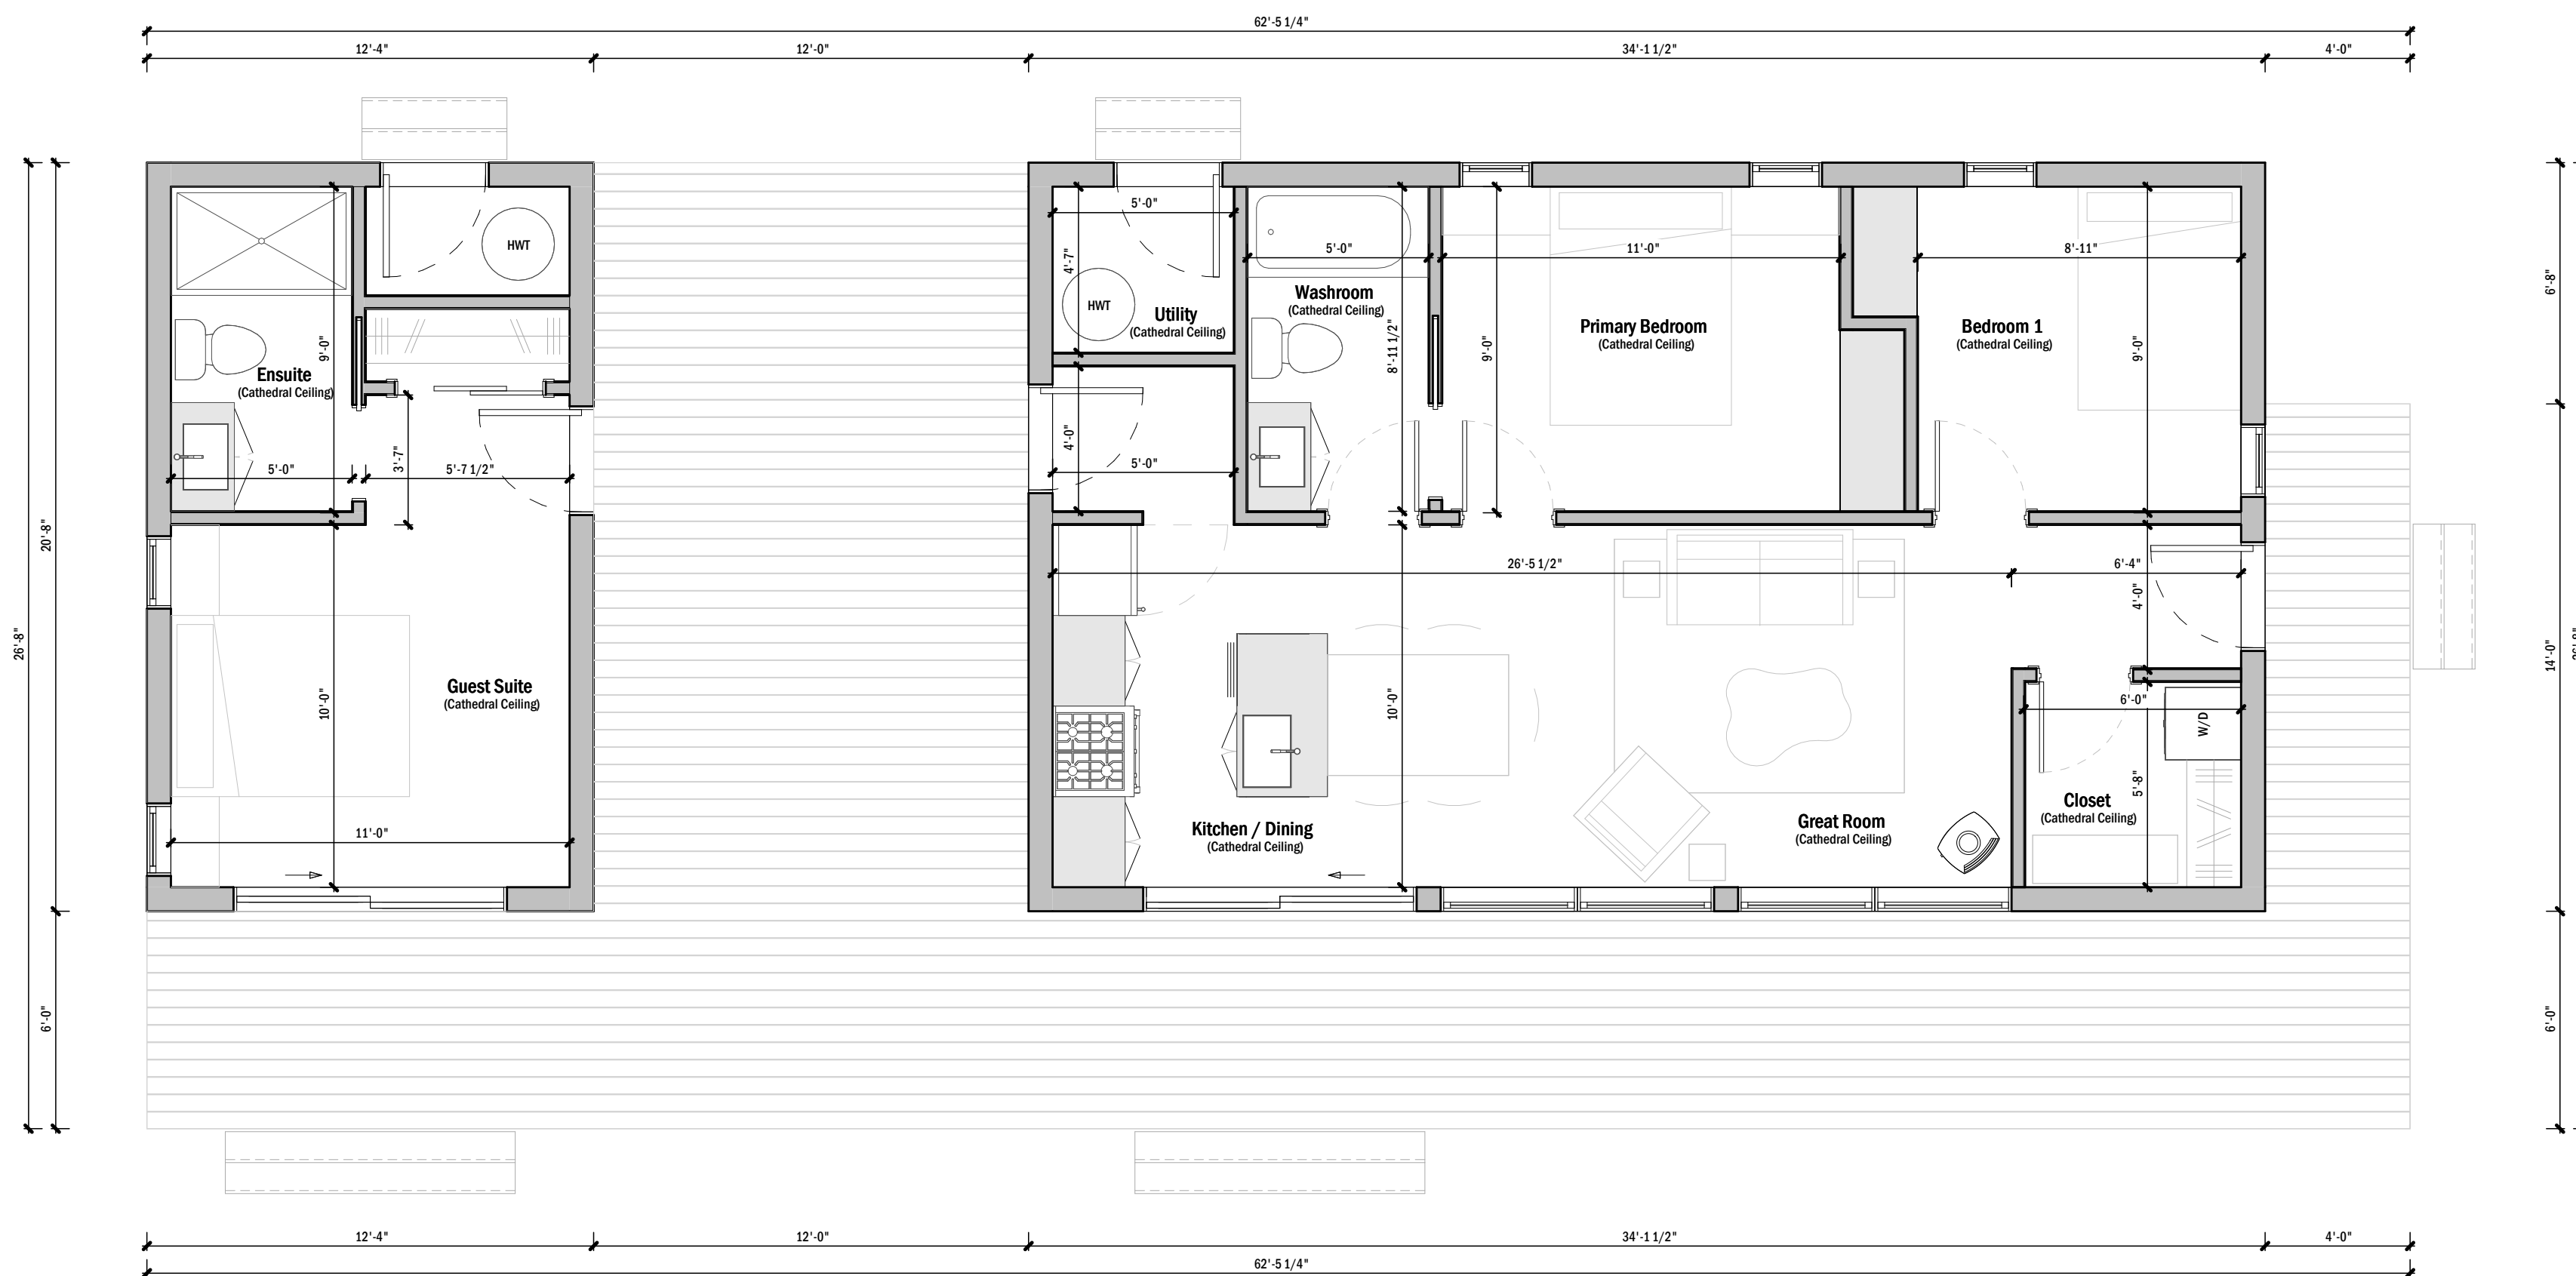 62'-5 1/4"
12'-4"
12'-0"
34'-1 1/2"
4'-0"
5'-0"
HWT
4'-7"
HWT
Utility
(Cathedral Ceiling)
Washroom
(Cathedral Ceiling)
5'-0"
8'-11 1/2"
11'-0"
9'-0"
Primary Bedroom
(Cathedral Ceiling)
8'-11"
Bedroom 1
(Cathedral Ceiling)
9'-0"
6'-8"
9'-0"
Ensuite
(Cathedral Ceiling)
5'-0"
3'-7"
5'-7 1/2"
4'-0"
5'-0"
20'-8"
26'-8"
26'-5 1/2"
6'-4"
4'-0"
14'-0"
10'-0"
Guest Suite
(Cathedral Ceiling)
11'-0"
10'-0"
Kitchen / Dining
(Cathedral Ceiling)
Great Room
(Cathedral Ceiling)
6'-0"
W/D
5'-8"
Closet
(Cathedral Ceiling)
6'-0"
6'-0"
12'-4"
12'-0"
34'-1 1/2"
4'-0"
62'-5 1/4"